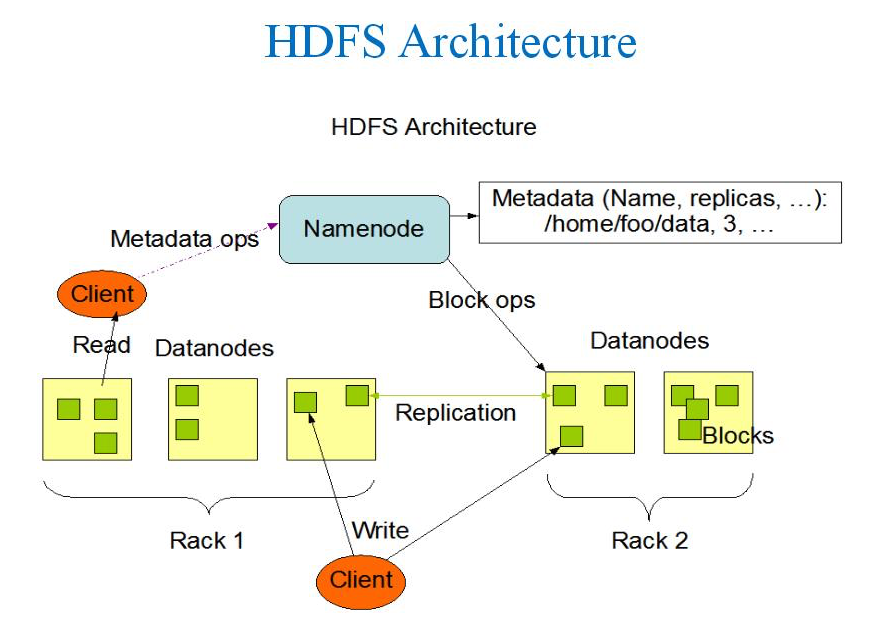 HDFS Architecture
HDFS Architecture
Metadata (Name, replicas, …):
/home/foo/data, 3, …
Namenode
Metadata ops
Client
Block ops
Read
Datanodes
Datanodes
Replication
Blocks
Rack 1
Write
Rack 2
Client